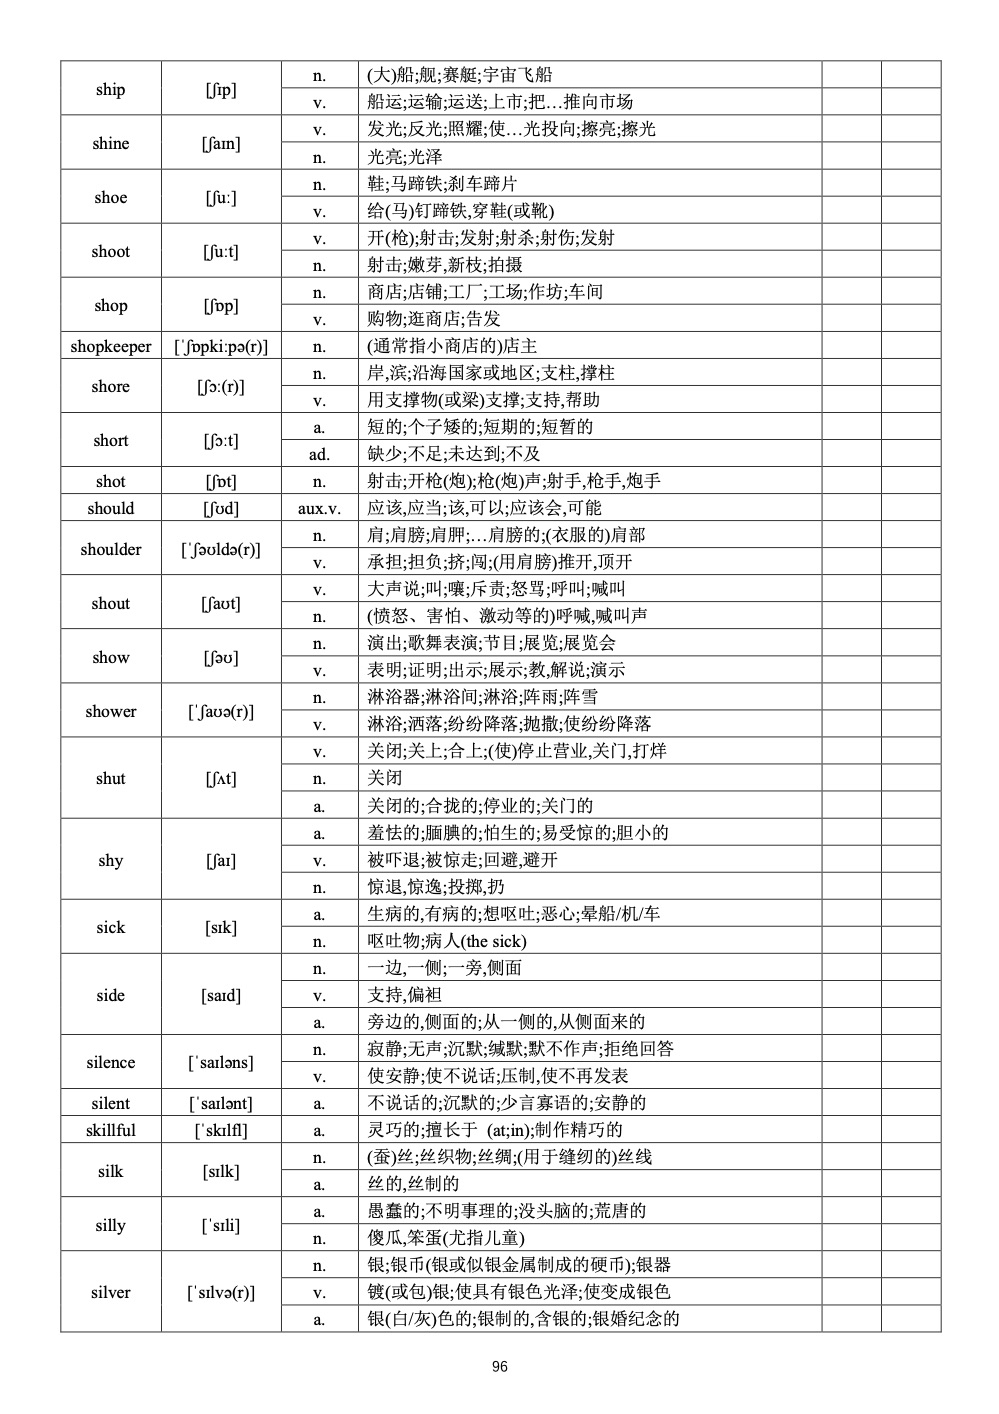 ship [ʃɪp] n. (大)船;舰;赛艇;宇宙飞船
v. 船运;运输;运送;上市;把…推向市场
shine [ʃaɪn] v. 发光;反光;照耀;使…光投向;擦亮;擦光
n. 光亮;光泽
shoe [ʃuː] n. 鞋;马蹄铁;刹车蹄片
v. 给(马)钉蹄铁,穿鞋(或靴)
shoot [ʃuːt] v. 开(枪);射击;发射;射杀;射伤;发射
n. 射击;嫩芽,新枝;拍摄
shop [ʃɒp] n. 商店;店铺;工厂;工场;作坊;车间
v. 购物;逛商店;告发
shopkeeper [ˈʃɒpkiːpə(r)] n. (通常指小商店的)店主
shore [ʃɔː(r)] n. 岸,滨;沿海国家或地区;支柱,撑柱
v. 用支撑物(或梁)支撑;支持,帮助
short [ʃɔːt] a. 短的;个子矮的;短期的;短暂的
ad. 缺少;不足;未达到;不及
shot [ʃɒt] n. 射击;开枪(炮);枪(炮)声;射手,枪手,炮手
should [ʃʊd] aux.v. 应该,应当;该,可以;应该会,可能
shoulder [ˈʃəʊldə(r)] n. 肩;肩膀;肩胛;…肩膀的;(衣服的)肩部
v. 承担;担负;挤;闯;(用肩膀)推开,顶开
shout [ʃaʊt] v. 大声说;叫;嚷;斥责;怒骂;呼叫;喊叫
n. (愤怒、害怕、激动等的)呼喊,喊叫声
show [ʃəʊ] n. 演出;歌舞表演;节目;展览;展览会
v. 表明;证明;出示;展示;教,解说;演示
shower [ˈʃaʊə(r)] n. 淋浴器;淋浴间;淋浴;阵雨;阵雪
v. 淋浴;洒落;纷纷降落;抛撒;使纷纷降落
shut [ʃʌt] v. 关闭;关上;合上;(使)停止营业,关门,打烊
n. 关闭
a. 关闭的;合拢的;停业的;关门的
shy [ʃaɪ] a. 羞怯的;腼腆的;怕生的;易受惊的;胆小的
v. 被吓退;被惊走;回避,避开
n. 惊退,惊逸;投掷,扔
sick [sɪk] a. 生病的,有病的;想呕吐;恶心;晕船/机/车
n. 呕吐物;病人(the sick)
side [saɪd] n. 一边,一侧;一旁,侧面
v. 支持,偏袒
a. 旁边的,侧面的;从一侧的,从侧面来的
silence [ˈsaɪləns] n. 寂静;无声;沉默;缄默;默不作声;拒绝回答
v. 使安静;使不说话;压制,使不再发表
silent [ˈsaɪlənt] a. 不说话的;沉默的;少言寡语的;安静的
skillful [ˈskɪlfl] a. 灵巧的;擅长于 (at;in);制作精巧的
silk [sɪlk] n. (蚕)丝;丝织物;丝绸;(用于缝纫的)丝线
a. 丝的,丝制的
silly [ˈsɪli] a. 愚蠢的;不明事理的;没头脑的;荒唐的
n. 傻瓜,笨蛋(尤指儿童)
silver [ˈsɪlvə(r)] n. 银;银币(银或似银金属制成的硬币);银器
v. 镀(或包)银;使具有银色光泽;使变成银色
a. 银(白/灰)色的;银制的,含银的;银婚纪念的
96